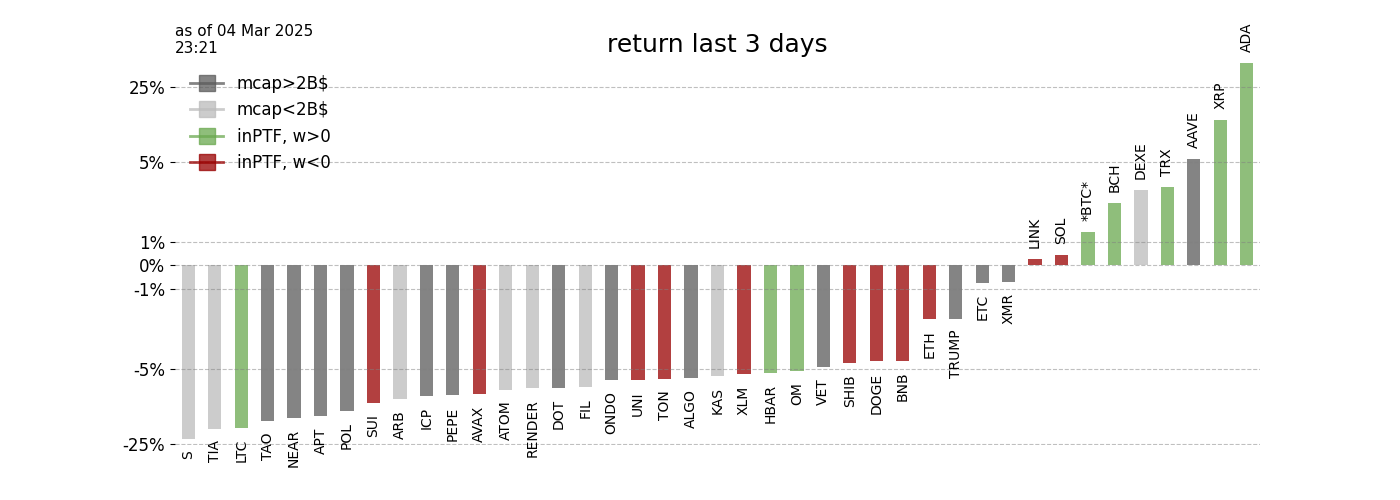 as of 04 Mar 2025
23:21
return last 3 days
mcap>2B$
mcap<2B$
inPTF, w>0
inPTF, w<0
25%
5%
1%
0%
-1%
-5%
-25%
S
TIA
LTC
TAO
NEAR
APT
POL
SUI
ARB
ICP
PEPE
AVAX
ATOM
RENDER
DOT
FIL
ONDO
UNI
TON
ALGO
KAS
XLM
HBAR
OM
VET
SHIB
DOGE
BNB
ETH
TRUMP
ETC
XMR
LINK
SOL
*BTC*
BCH
DEXE
TRX
AAVE
XRP
ADA